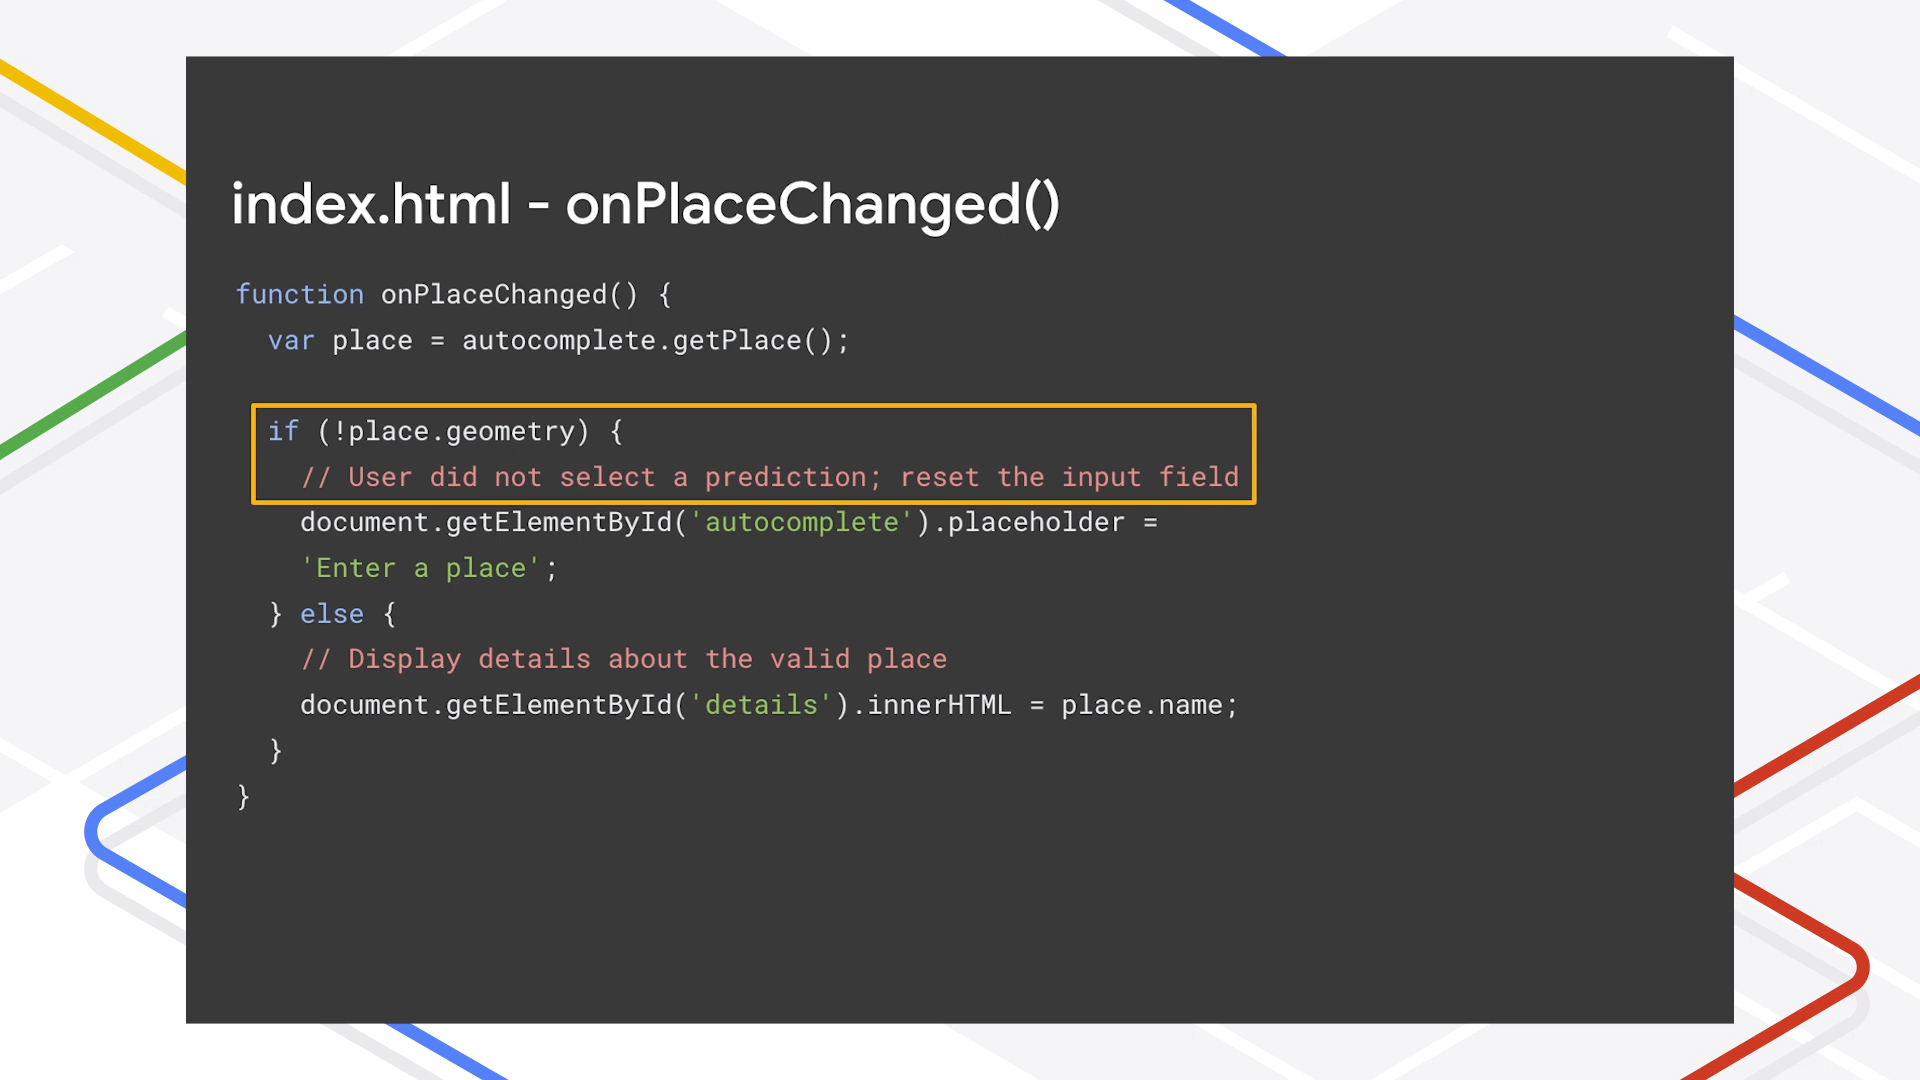 index.html - onPlaceChanged()
function onPlaceChanged() {
var place = autocomplete.getPlace();
if (!place.geometry) {
// User did not select a prediction; reset the input field
document.getElementById('autocomplete').placeholder =
'Enter a place';
} else {
// Display details about the valid place
document.getElementById('details').innerHTML = place.name;
}
}